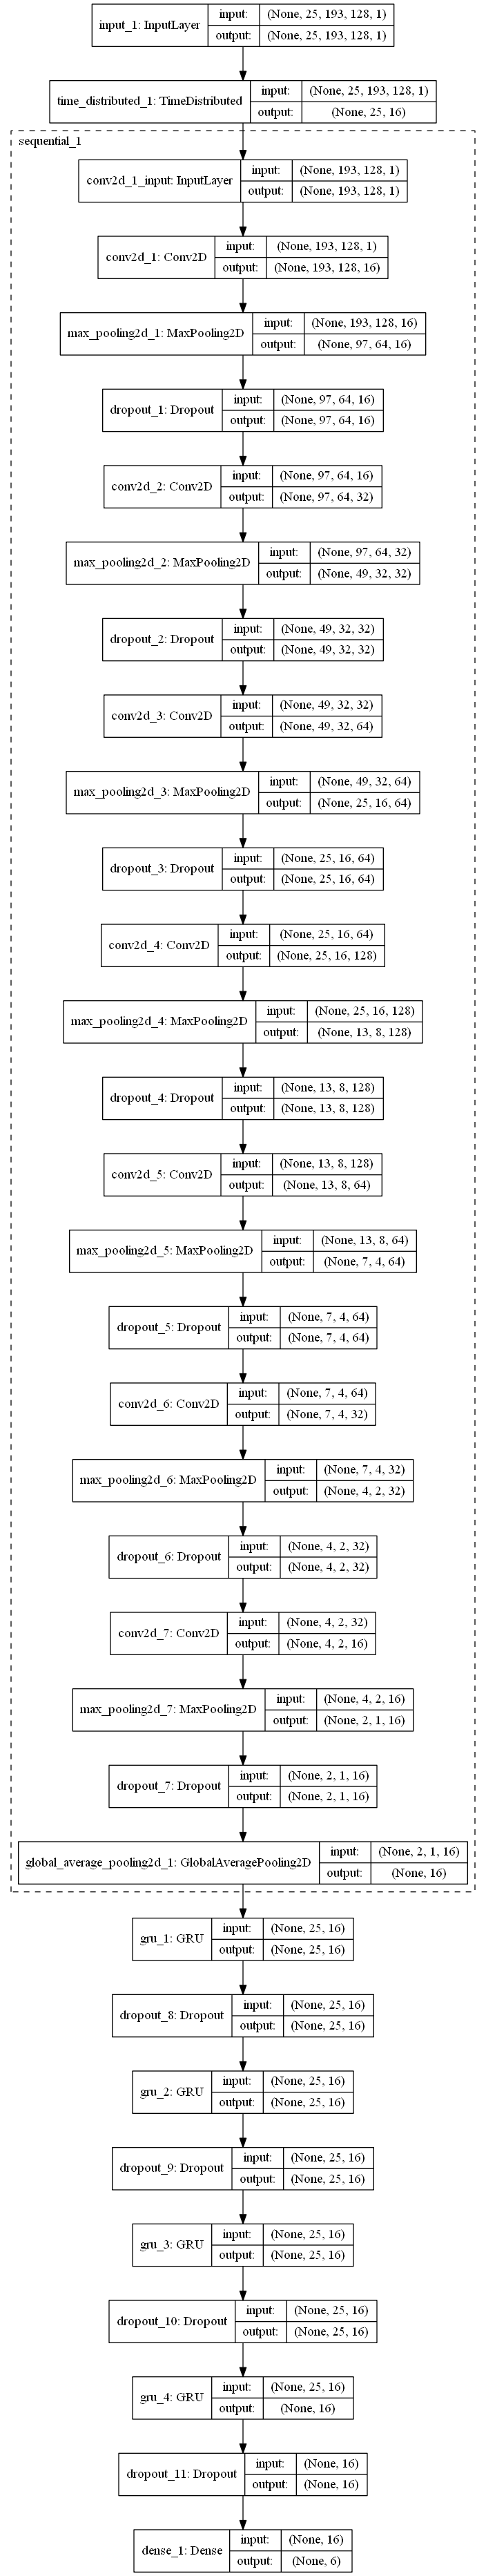 input_1: InputLayer input: (None, 25, 193, 128, 1)
output: (None, 25, 193, 128, 1)
time_distributed_1: TimeDistributed input: (None, 25, 193, 128, 1)
output: (None, 25, 16)
sequential_1
conv2d_1_input: InputLayer input: (None, 193, 128, 1)
output: (None, 193, 128, 1)
conv2d_1: Conv2D input: (None, 193, 128, 1)
output: (None, 193, 128, 16)
max_pooling2d_1: MaxPooling2D input: (None, 193, 128, 16)
output: (None, 97, 64, 16)
dropout_1: Dropout input: (None, 97, 64, 16)
output: (None, 97, 64, 16)
conv2d_2: Conv2D input: (None, 97, 64, 16)
output: (None, 97, 64, 32)
max_pooling2d_2: MaxPooling2D input: (None, 97, 64, 32)
output: (None, 49, 32, 32)
dropout_2: Dropout input: (None, 49, 32, 32)
output: (None, 49, 32, 32)
conv2d_3: Conv2D input: (None, 49, 32, 32)
output: (None, 49, 32, 64)
max_pooling2d_3: MaxPooling2D input: (None, 49, 32, 64)
output: (None, 25, 16, 64)
dropout_3: Dropout input: (None, 25, 16, 64)
output: (None, 25, 16, 64)
conv2d_4: Conv2D input: (None, 25, 16, 64)
output: (None, 25, 16, 128)
max_pooling2d_4: MaxPooling2D input: (None, 25, 16, 128)
output: (None, 13, 8, 128)
dropout_4: Dropout input: (None, 13, 8, 128)
output: (None, 13, 8, 128)
conv2d_5: Conv2D input: (None, 13, 8, 128)
output: (None, 13, 8, 64)
max_pooling2d_5: MaxPooling2D input: (None, 13, 8, 64)
output: (None, 7, 4, 64)
dropout_5: Dropout input: (None, 7, 4, 64)
output: (None, 7, 4, 64)
conv2d_6: Conv2D input: (None, 7, 4, 64)
output: (None, 7, 4, 32)
max_pooling2d_6: MaxPooling2D input: (None, 7, 4, 32)
output: (None, 4, 2, 32)
dropout_6: Dropout input: (None, 4, 2, 32)
output: (None, 4, 2, 32)
conv2d_7: Conv2D input: (None, 4, 2, 32)
output: (None, 4, 2, 16)
max_pooling2d_7: MaxPooling2D input: (None, 4, 2, 16)
output: (None, 2, 1, 16)
dropout_7: Dropout input: (None, 2, 1, 16)
output: (None, 2, 1, 16)
global_average_pooling2d_1: GlobalAveragePooling2D input: (None, 2, 1, 16)
output: (None, 16)
gru_1: GRU input: (None, 25, 16)
output: (None, 25, 16)
dropout_8: Dropout input: (None, 25, 16)
output: (None, 25, 16)
gru_2: GRU input: (None, 25, 16)
output: (None, 25, 16)
dropout_9: Dropout input: (None, 25, 16)
output: (None, 25, 16)
gru_3: GRU input: (None, 25, 16)
output: (None, 25, 16)
dropout_10: Dropout input: (None, 25, 16)
output: (None, 25, 16)
gru_4: GRU input: (None, 25, 16)
output: (None, 16)
dropout_11: Dropout input: (None, 16)
output: (None, 16)
dense_1: Dense input: (None, 16)
output: (None, 6)